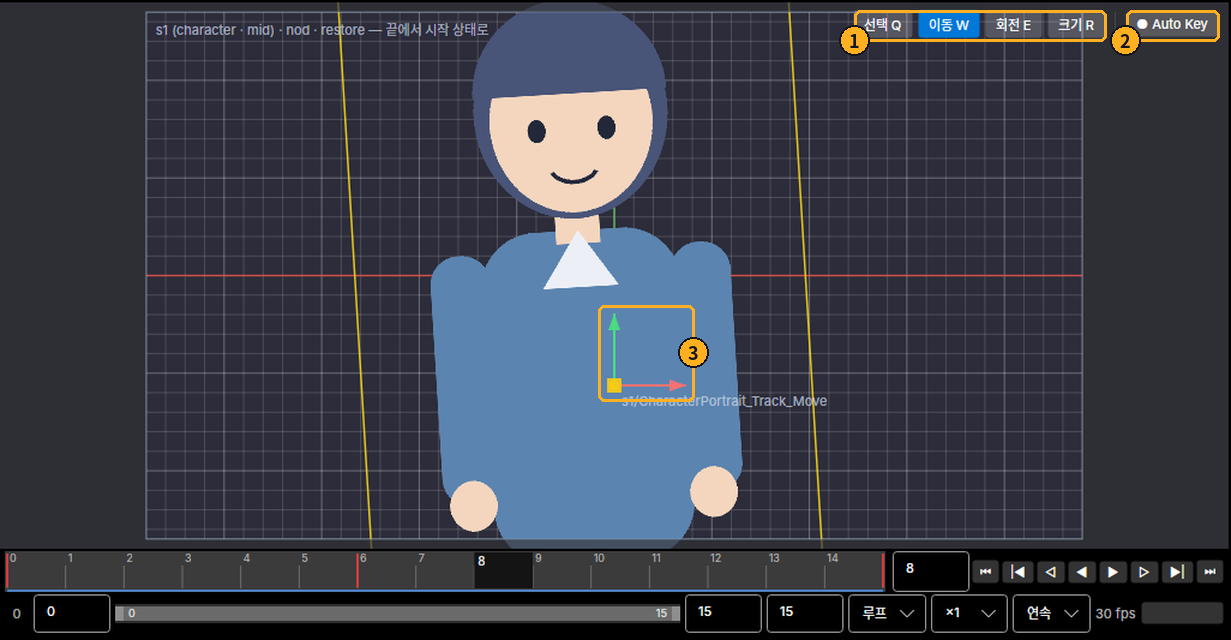 s1 (character · mid) · nod · restore — 끝에서 시작 상태로
선택 Q 이동 W 회전 E 크기 R
● Auto Key
1
2
3
s1/CharacterPortrait_Track_Move
0 1 2 3 4 5 6 7 8 9 10 11 12 13 14
8
0 0 0 15 15 15 루프 ×1 연속 30 fps